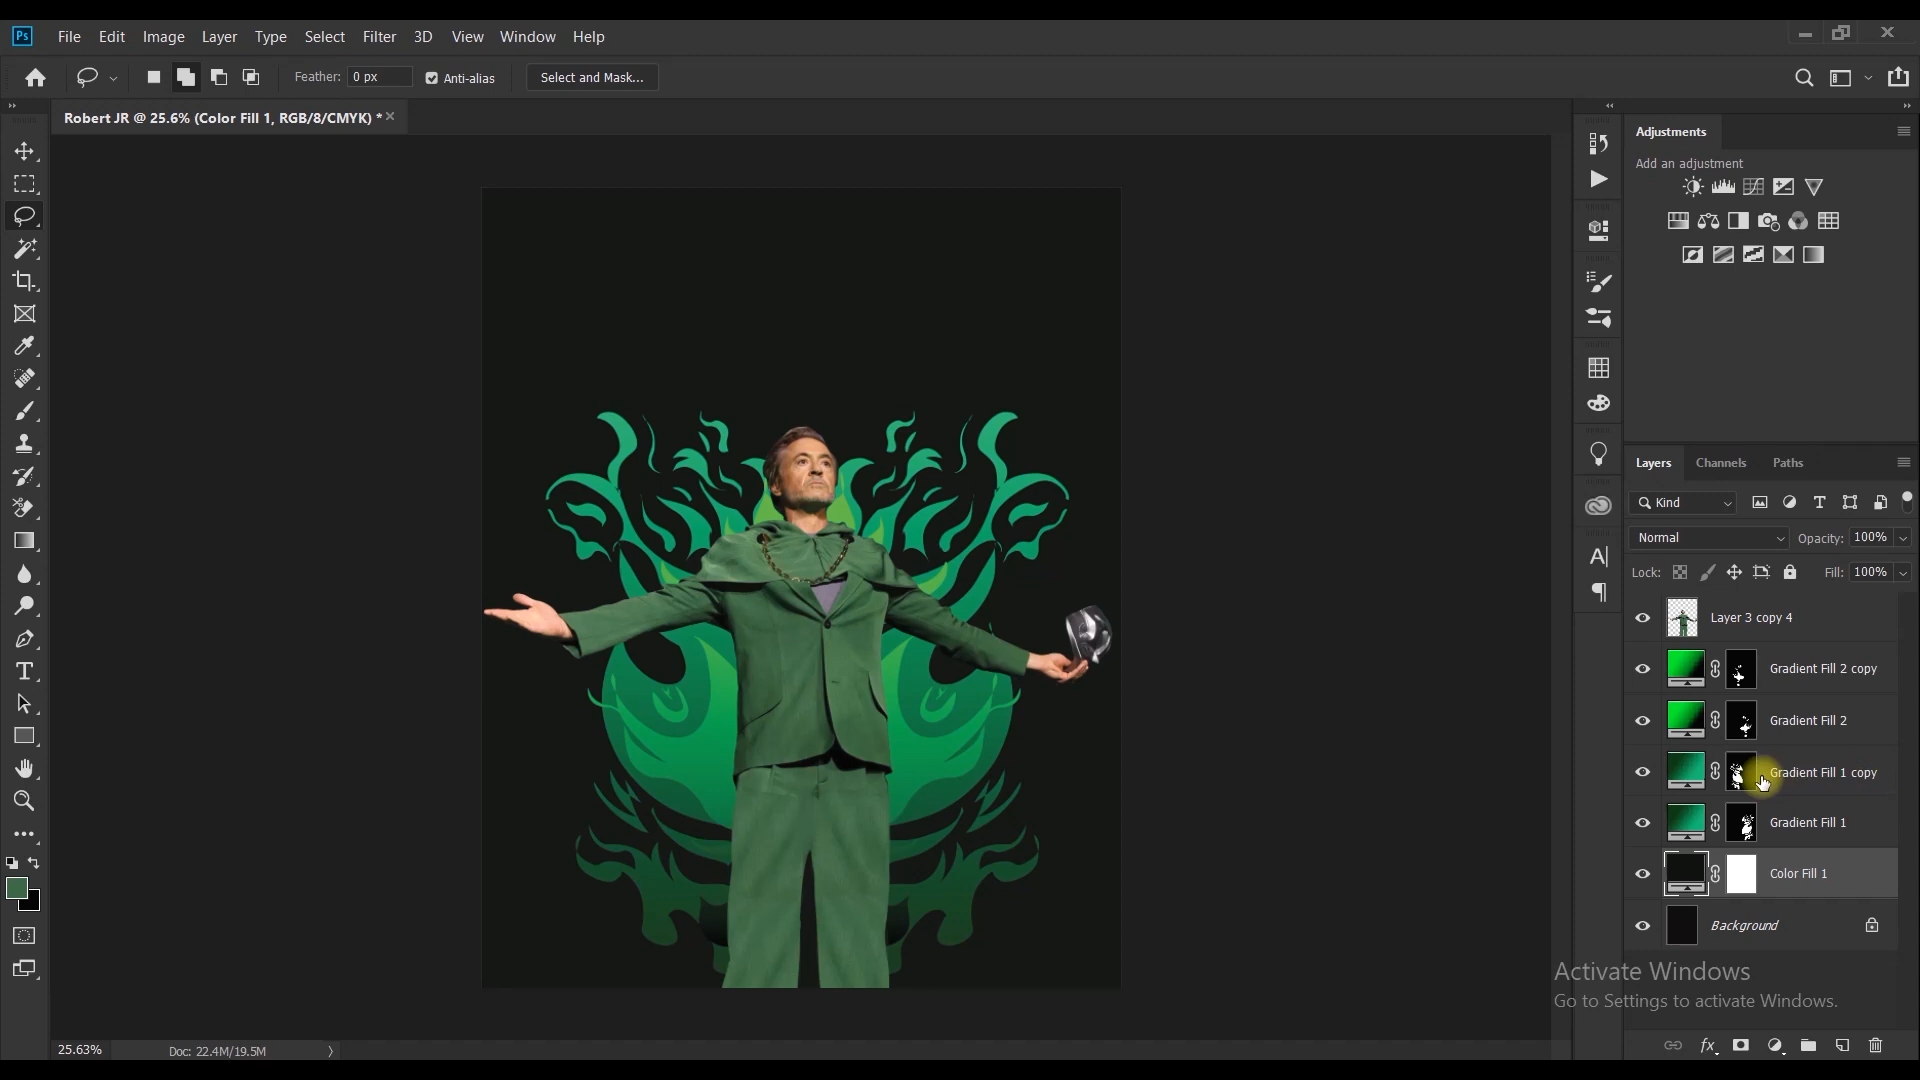 Ps File Edit Image Layer Type Select Filter 3D View Window Help
Feather: 0 px Anti-alias Select and Mask...
Robert JR @ 25.6% (Color Fill 1, RGB/8/CMYK) *
Adjustments
Add an adjustment
Layers Channels Paths
Kind
Normal Opacity: 100%
Lock: Fill: 100%
Layer 3 copy 4
Gradient Fill 2 copy
Gradient Fill 2
Gradient Fill 1 copy
Gradient Fill 1
Color Fill 1
Background
Activate Windows
Go to Settings to activate Windows.
25.63% Doc: 22.4M/19.5M
fx